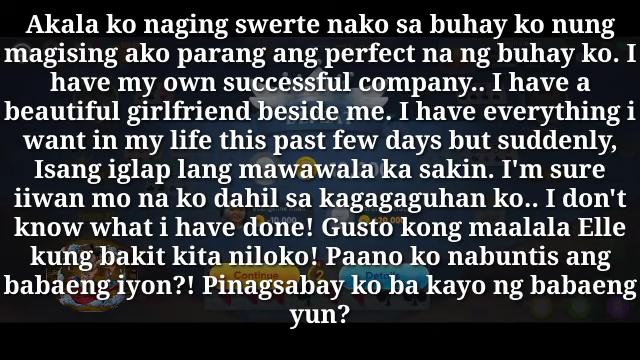 Akala ko naging swerte nako sa buhay ko nung
magising ako parang ang perfect na ng buhay ko. I
have my own successful company.. I have a
beautiful girlfriend beside me. I have everything i
want in my life this past few days but suddenly,
Isang iglap lang mawawala ka sakin. I'm sure
iiwan mo na ko dahil sa kagagaguhan ko.. I don't
know what i have done! Gusto kong maalala Elle
kung bakit kita niloko! Paano ko nabuntis ang
babaeng iyon?! Pinagsabay ko ba kayo ng babaeng
yun?
Continue
2